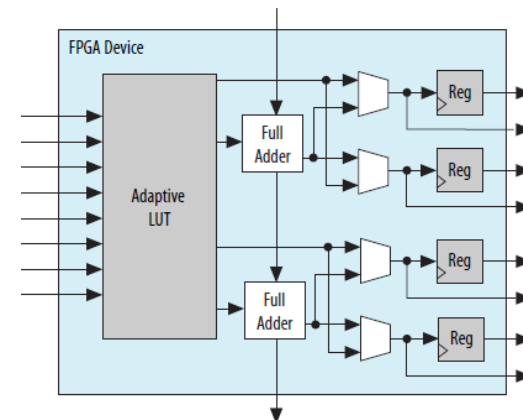 FPGA Device
Adaptive
LUT
Full
Adder
Full
Adder
Reg
Reg
Reg
Reg